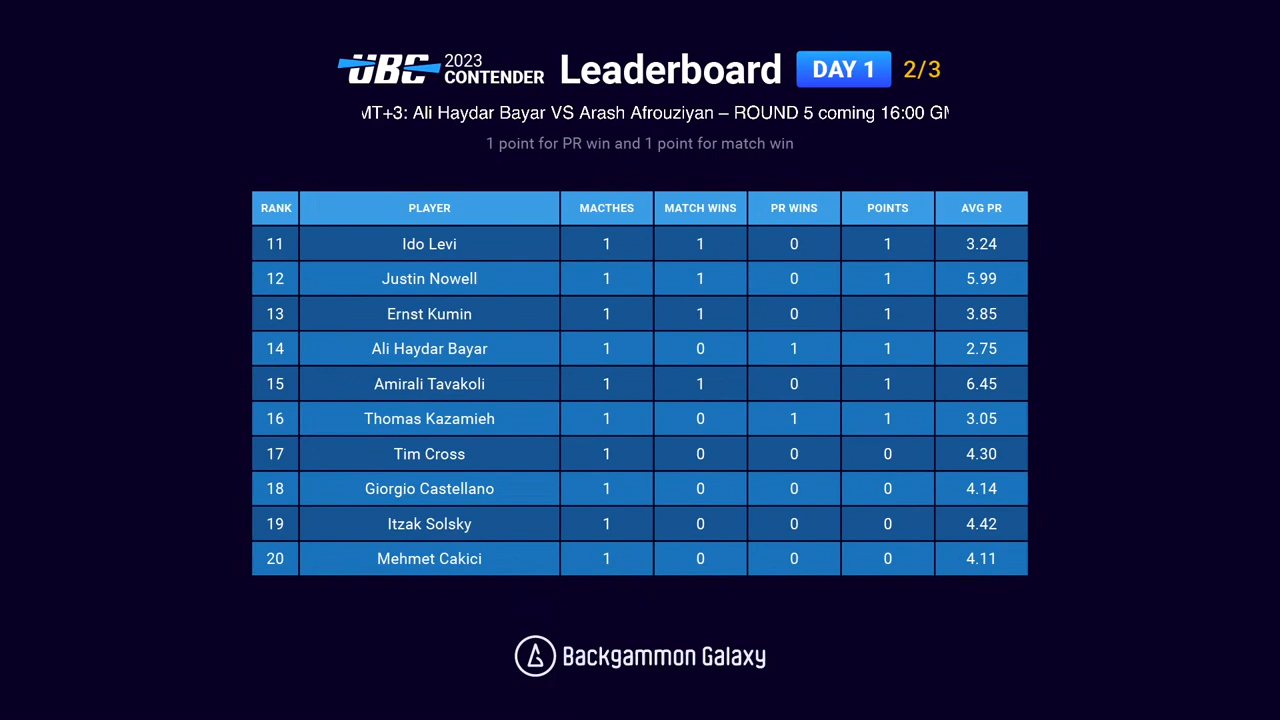 UBC 2023 CONTENDER Leaderboard DAY 1 2/3
MT+3: Ali Haydar Bayar VS Arash Afrouziyan – ROUND 5 coming 16:00 GM
1 point for PR win and 1 point for match win
RANK PLAYER MACTHES MATCH WINS PR WINS POINTS AVG PR
11 Ido Levi 1 1 0 1 3.24
12 Justin Nowell 1 1 0 1 5.99
13 Ernst Kumin 1 1 0 1 3.85
14 Ali Haydar Bayar 1 0 1 1 2.75
15 Amirali Tavakoli 1 1 0 1 6.45
16 Thomas Kazamieh 1 0 1 1 3.05
17 Tim Cross 1 0 0 0 4.30
18 Giorgio Castellano 1 0 0 0 4.14
19 Itzak Solsky 1 0 0 0 4.42
20 Mehmet Cakici 1 0 0 0 4.11
Backgammon Galaxy